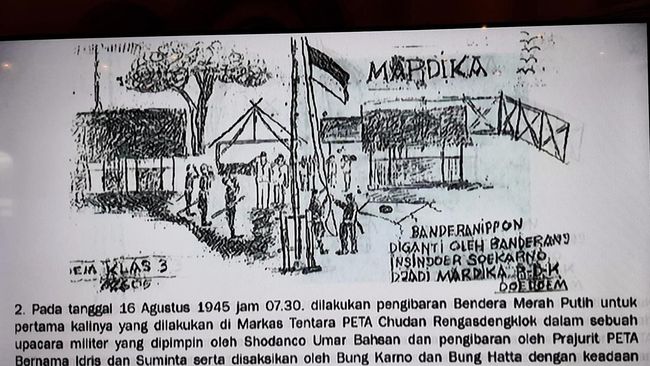 MARDIKA
BANDERANIPPON
DIGANTI OLEH BANDERANG
INSINDOER SOEKARNO
DJADI MARDIKA R-D-K
DOELOEM
KLAS 3
2. Pada tanggal 16 Agustus 1945 jam 07.30. dilakukan pengibaran Bendera Merah Putih untuk
pertama kalinya yang dilakukan di Markas Tentara PETA Chudan Rengasdengklok dalam sebuah
upacara militer yang dipimpin oleh Shodanco Umar Bahsan dan pengibaran oleh Prajurit PETA
Bernama Idris dan Suminta serta disaksikan oleh Bung Karno dan Bung Hatta dengan keadaan